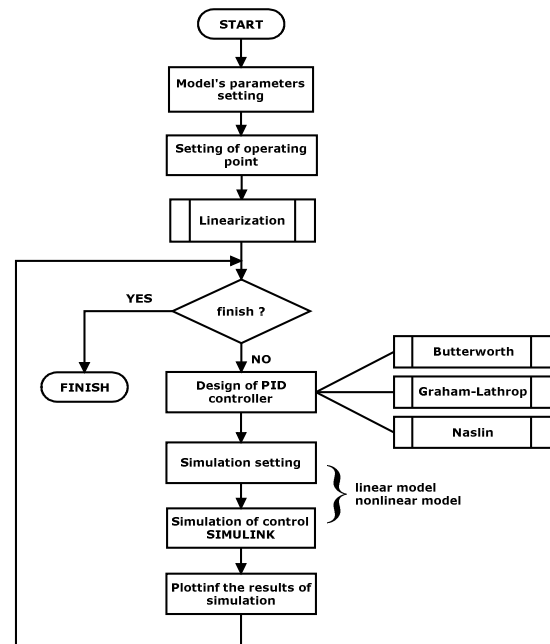 START
Model's parameters
setting
Setting of operating
point
Linearization
YES
finish ?
NO
FINISH
Design of PID
controller
Butterworth
Graham-Lathrop
Naslin
Simulation setting
linear model
nonlinear model
Simulation of control
SIMULINK
Plottinf the results of
simulation